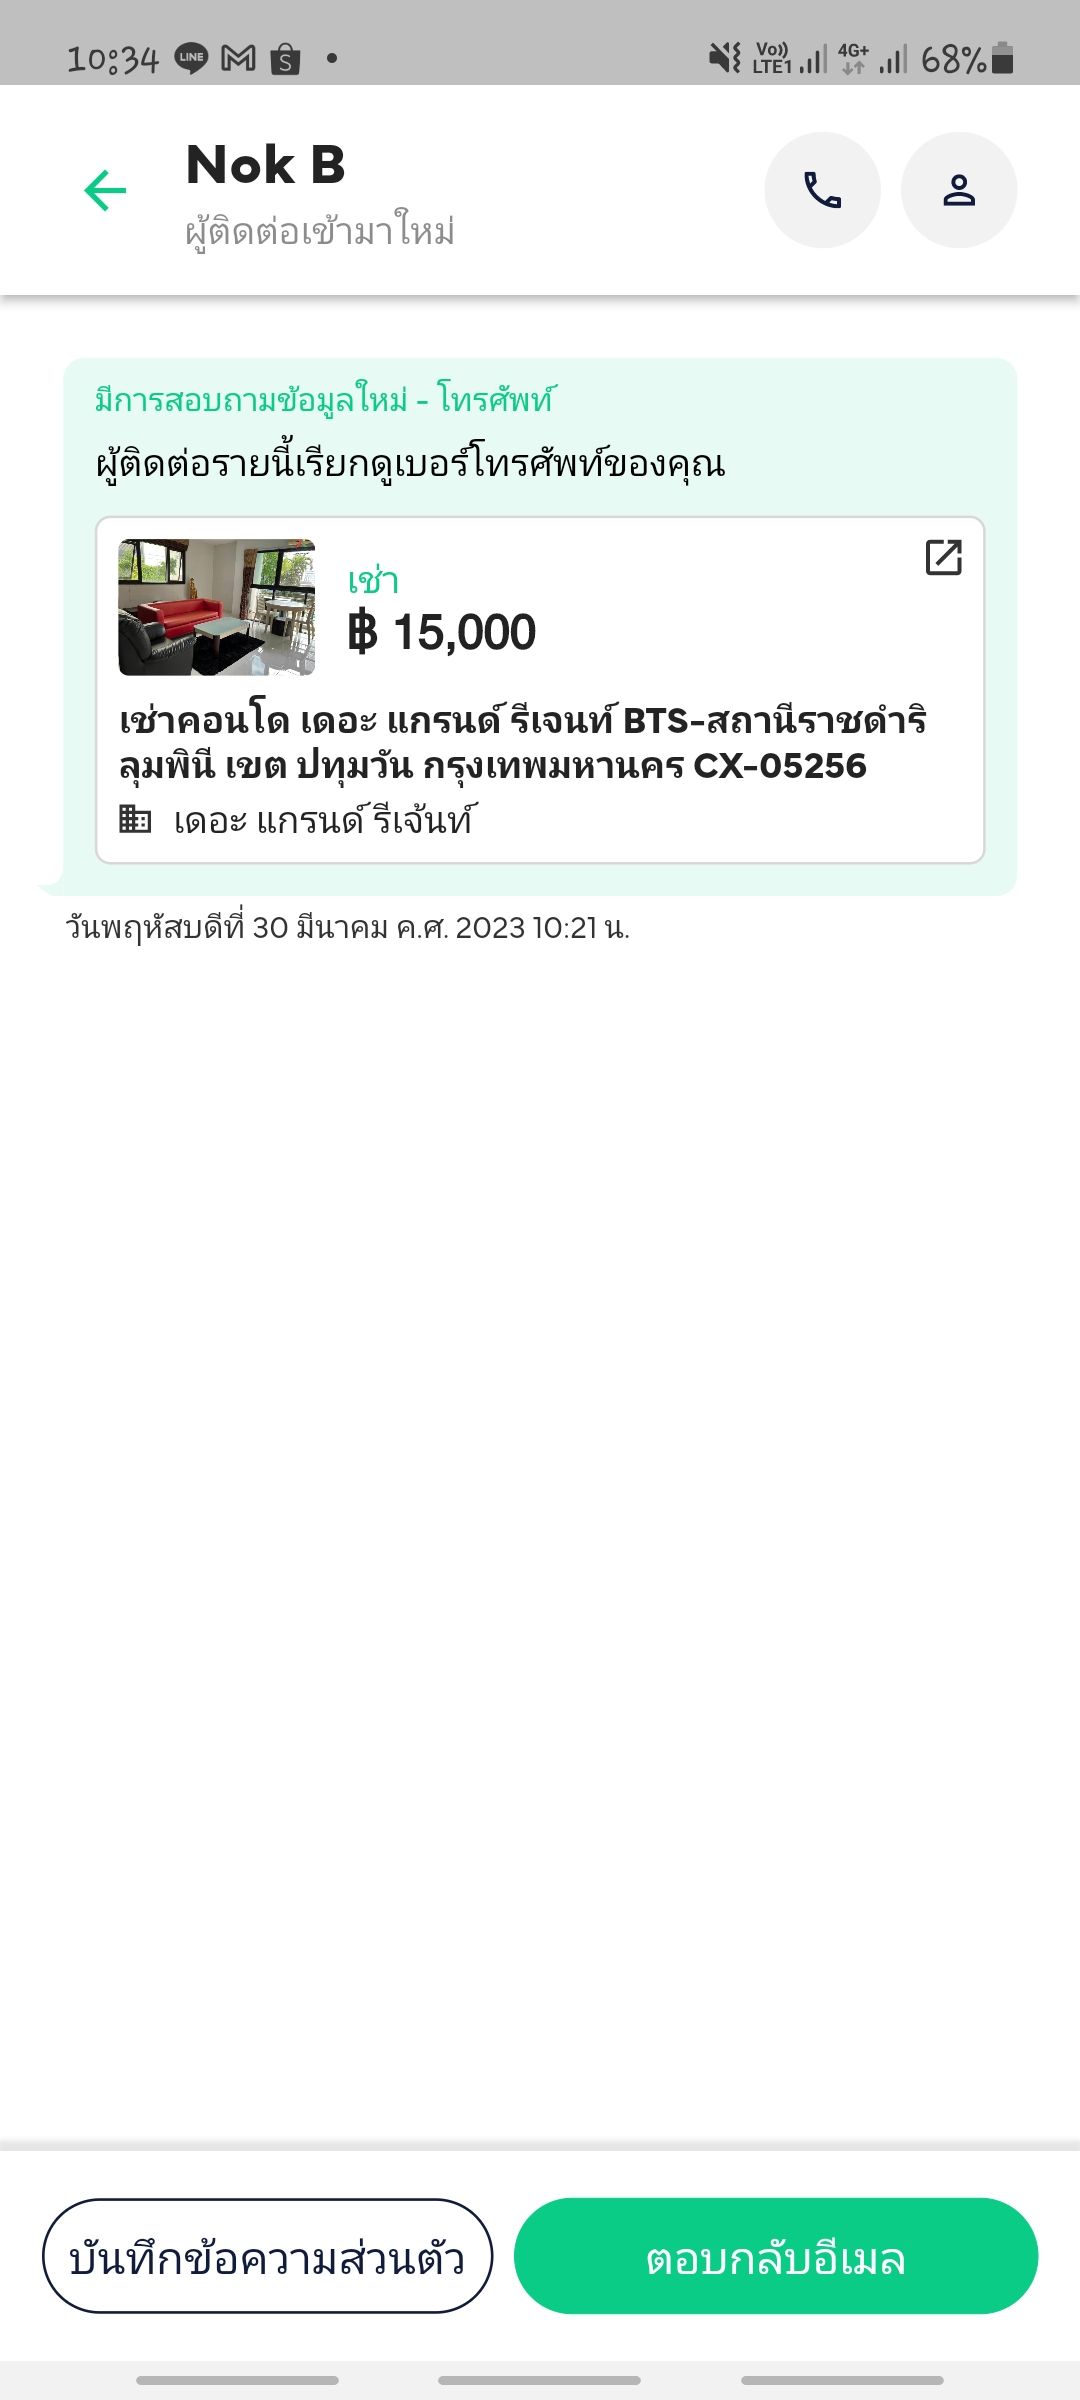 10:34 LINE S Vo)) LTE1 4G+ 68%
Nok B
ผู้ติดต่อเข้ามาใหม่
มีการสอบถามข้อมูลใหม่ - โทรศัพท์
ผู้ติดต่อรายนี้เรียกดูเบอร์โทรศัพท์ของคุณ
เช่า
฿ 15,000
เช่าคอนโด เดอะ แกรนด์ รีเจนท์ BTS-สถานีราชดำริ
ลุมพินี เขต ปทุมวัน กรุงเทพมหานคร CX-05256
เดอะ แกรนด์ รีเจ้นท์
วันพฤหัสบดีที่ 30 มีนาคม ค.ศ. 2023 10:21 น.
บันทึกข้อความส่วนตัว
ตอบกลับอีเมล